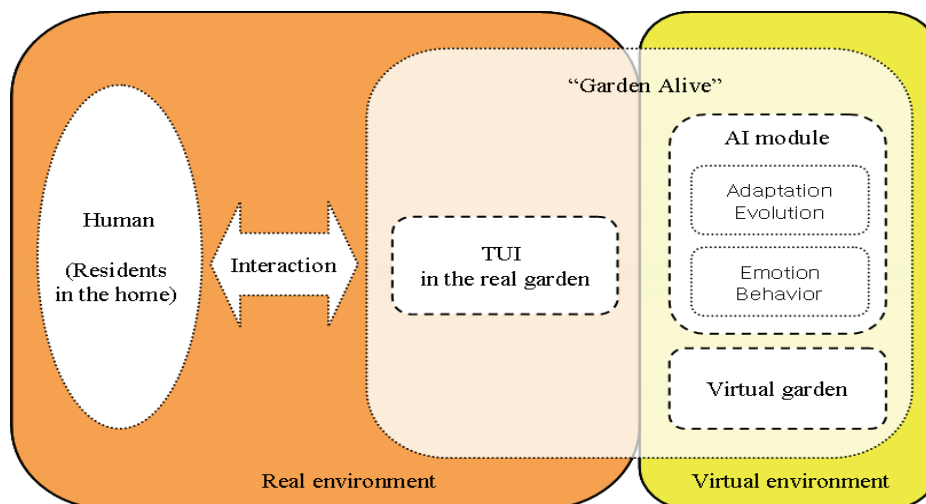 “Garden Alive”
AI module
Adaptation
Evolution
Emotion
Behavior
Human
(Residents
in the home)
Interaction
TUI
in the real garden
Virtual garden
Real environment
Virtual environment